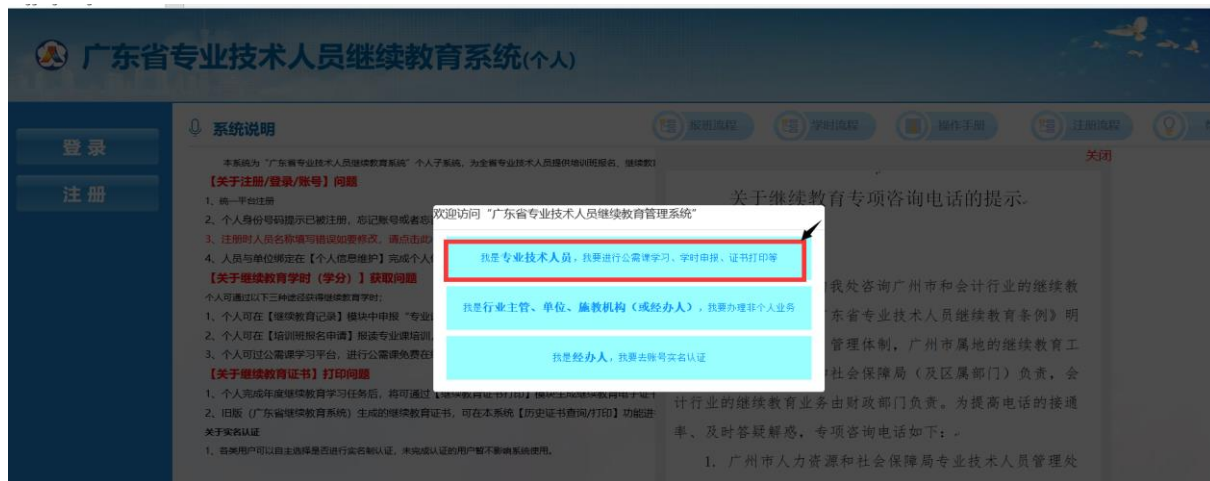 广东省专业技术人员继续教育系统(个人)
登录
注册
系统说明
报班流程
学时流程
操作手册
注册流程
本系统为“广东省专业技术人员继续教育系统”个人子系统，为全省专业技术人员提供培训班报名、继续教
【关于注册/登录/账号】问题
1、统一平台注册
2、个人身份号码提示已被注册，忘记账号或者忘
3、注册时人员名称填写错误如要修改，请点击此
4、人员与单位绑定在【个人信息维护】完成个人
【关于继续教育学时（学分）】获取问题
个人可通过以下三种途径获得继续教育学时:
1、个人可在【继续教育记录】模块中申报“专业
2、个人可在【培训班报名申请】报读专业课培训,
3、个人可过公需课学习平台，进行公需课免费在
【关于继续教育证书】打印问题
1、个人完成年度继续教育学习任务后，将可通过【继续教育证书打印】模块生成继续教育电子证
2、旧版（广东省继续教育系统）生成的继续教育证书，可在本系统【历史证书查阅/打印】功能进
关于实名认证
1、各类用户可以自主选择是否进行实名制认证，未完成认证的用户暂不影响系统使用。
欢迎访问“广东省专业技术人员继续教育管理系统”
我是专业技术人员，我要进行公需课学习、学时申报、证书打印等
我是行业主管、单位、施教机构（或经办人），我要办理非个人业务
我是经办人，我要去账号实名认证
关闭
关于继续教育专项咨询电话的提示
我处咨询广州市和会计行业的继续教
东省专业技术人员继续教育条例》明
管理体制，广州市属地的继续教育工
社会保障局（及区属部门）负责，会
计行业的继续教育业务由财政部门负责。为提高电话的接通
率、及时答疑解惑，专项咨询电话如下：
1. 广州市人力资源和社会保障局专业技术人员管理处